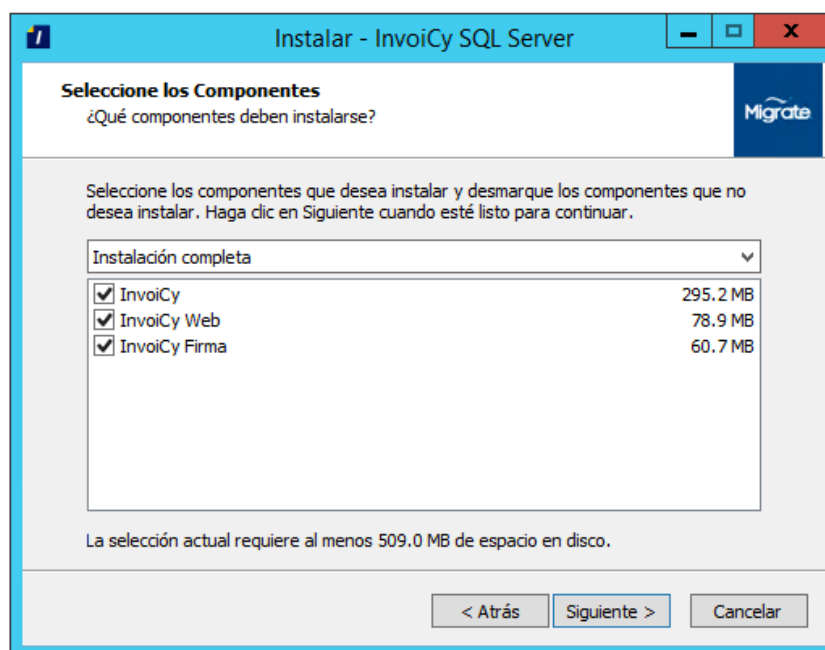 Instalar - InvoiCy SQL Server
Seleccione los Componentes
¿Qué componentes deben instalarse?
Migrate
Seleccione los componentes que desea instalar y desmarque los componentes que no
desea instalar. Haga clic en Siguiente cuando esté listo para continuar.
Instalación completa
InvoiCy 295.2 MB
InvoiCy Web 78.9 MB
InvoiCy Firma 60.7 MB
La selección actual requiere al menos 509.0 MB de espacio en disco.
< Atrás Siguiente > Cancelar